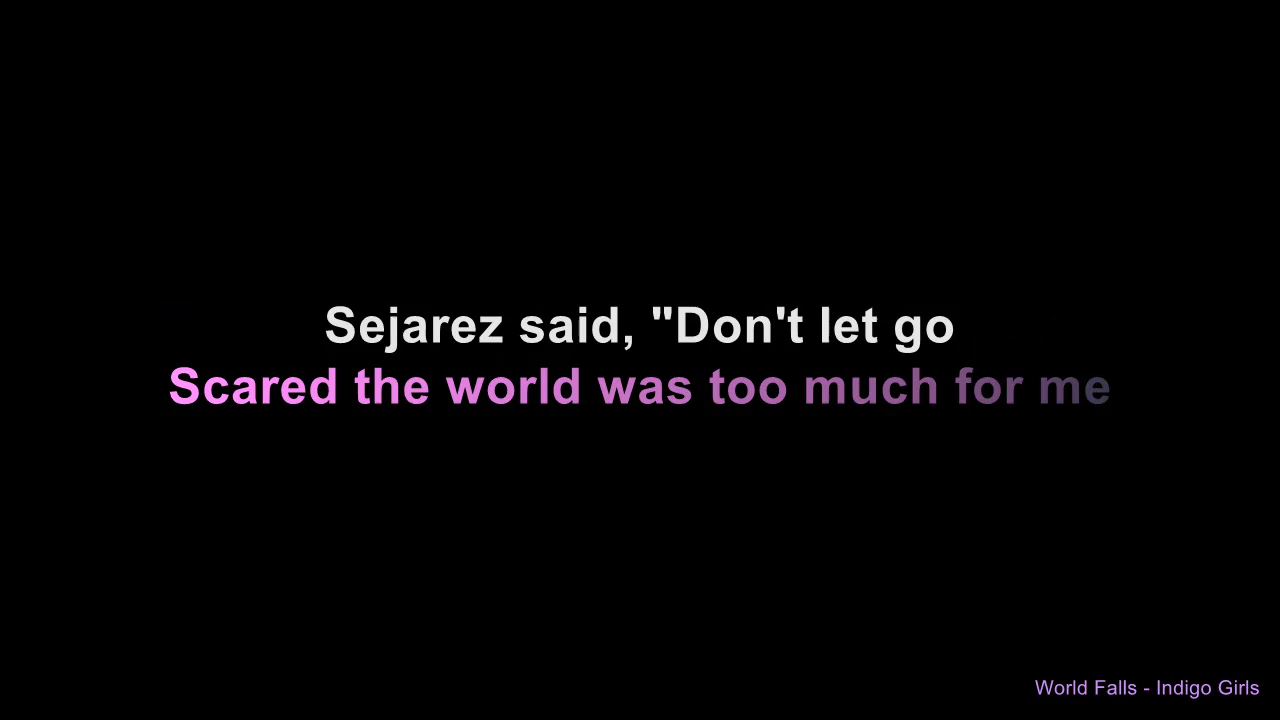 Sejarez said, "Don't let go
Scared the world was too much for me
World Falls - Indigo Girls